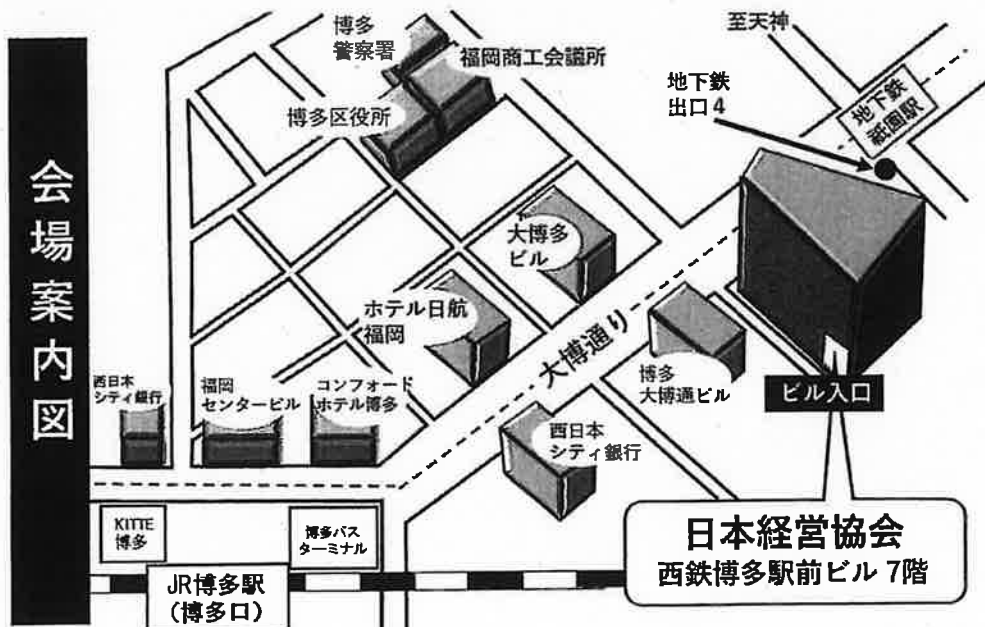 会場案内図
博多
警察署
福岡商工会議所
博多区役所
至天神
地下鉄
出口4
地下鉄
祇園駅
大博多
ビル
ホテル日航
福岡
大博通り
博多
大博通ビル
ビル入口
西日本
シティ銀行
福岡
センタービル
コンフォード
ホテル博多
西日本
シティ銀行
KITTE
博多
博多バス
ターミナル
JR博多駅
(博多口)
日本経営協会
西鉄博多駅前ビル 7階